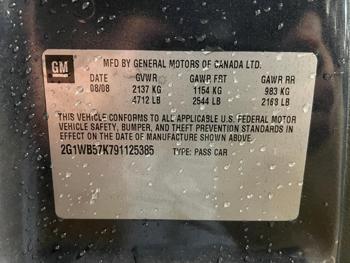 GM
MFD BY GENERAL MOTORS OF CANADA LTD.
DATE GVWR GAWR FRT GAWR RR
08/08 2137 KG 1154 KG 983 KG
4712 LB 2544 LB 2168 LB
THIS VEHICLE CONFORMS TO ALL APPLICABLE U.S. FEDERAL MOTOR
VEHICLE SAFETY, BUMPER, AND THEFT PREVENTION STANDARDS IN
EFFECT ON THE DATE OF MANUFACTURE SHOWN ABOVE.
2G1WB57K791125385 TYPE: PASS CAR